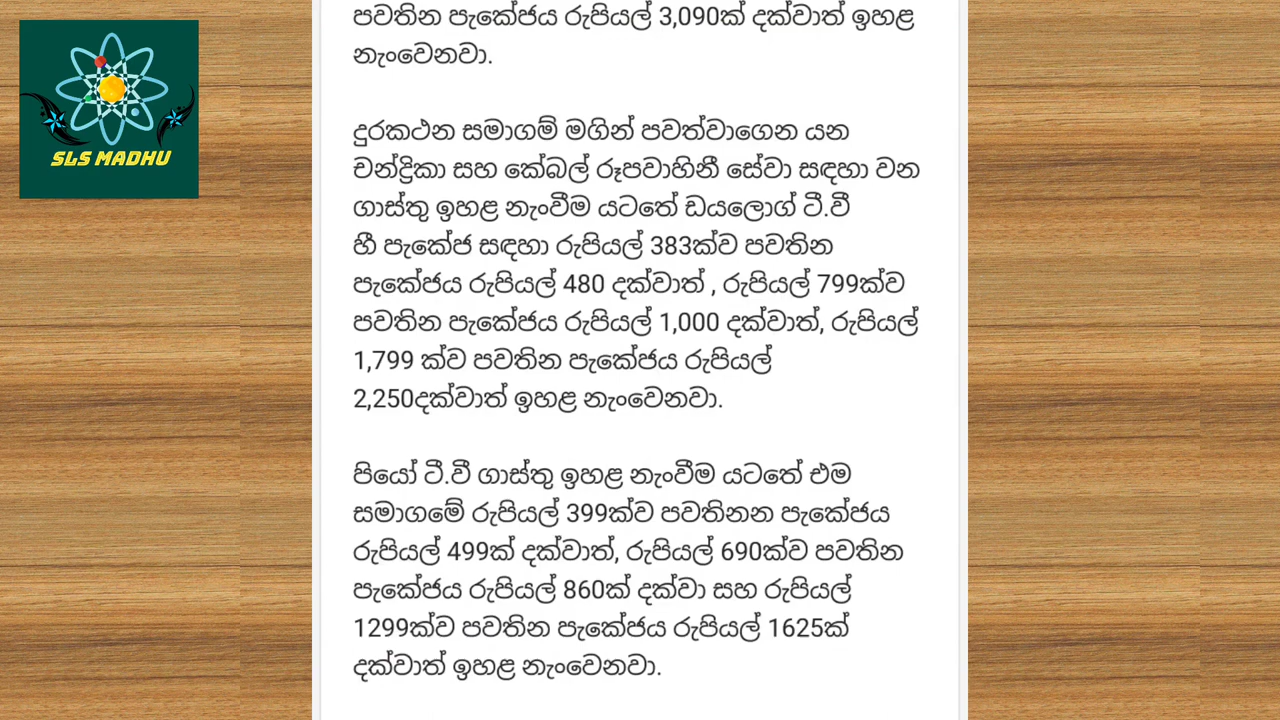 පවතින පැකේජය රුපියල් 3,090ක් දක්වාත් ඉහළ
නැංවෙනවා.
දුරකථන සමාගම් මගින් පවත්වාගෙන යන
චන්ද්‍රිකා සහ කේබල් රූපවාහිනී සේවා සඳහා වන
ගාස්තු ඉහළ නැංවීම යටතේ ඩයලොග් ටී.වී
හී පැකේජ සඳහා රුපියල් 383ක්ව පවතින
පැකේජය රුපියල් 480 දක්වාත් , රුපියල් 799ක්ව
පවතින පැකේජය රුපියල් 1,000 දක්වාත්, රුපියල්
1,799 ක්ව පවතින පැකේජය රුපියල්
2,250දක්වාත් ඉහළ නැංවෙනවා.
පියෝ ටී.වී ගාස්තු ඉහළ නැංවීම යටතේ එම
සමාගමේ රුපියල් 399ක්ව පවතිනන පැකේජය
රුපියල් 499ක් දක්වාත්, රුපියල් 690ක්ව පවතින
පැකේජය රුපියල් 860ක් දක්වා සහ රුපියල්
1299ක්ව පවතින පැකේජය රුපියල් 1625ක්
දක්වාත් ඉහළ නැංවෙනවා.
SLS MADHU